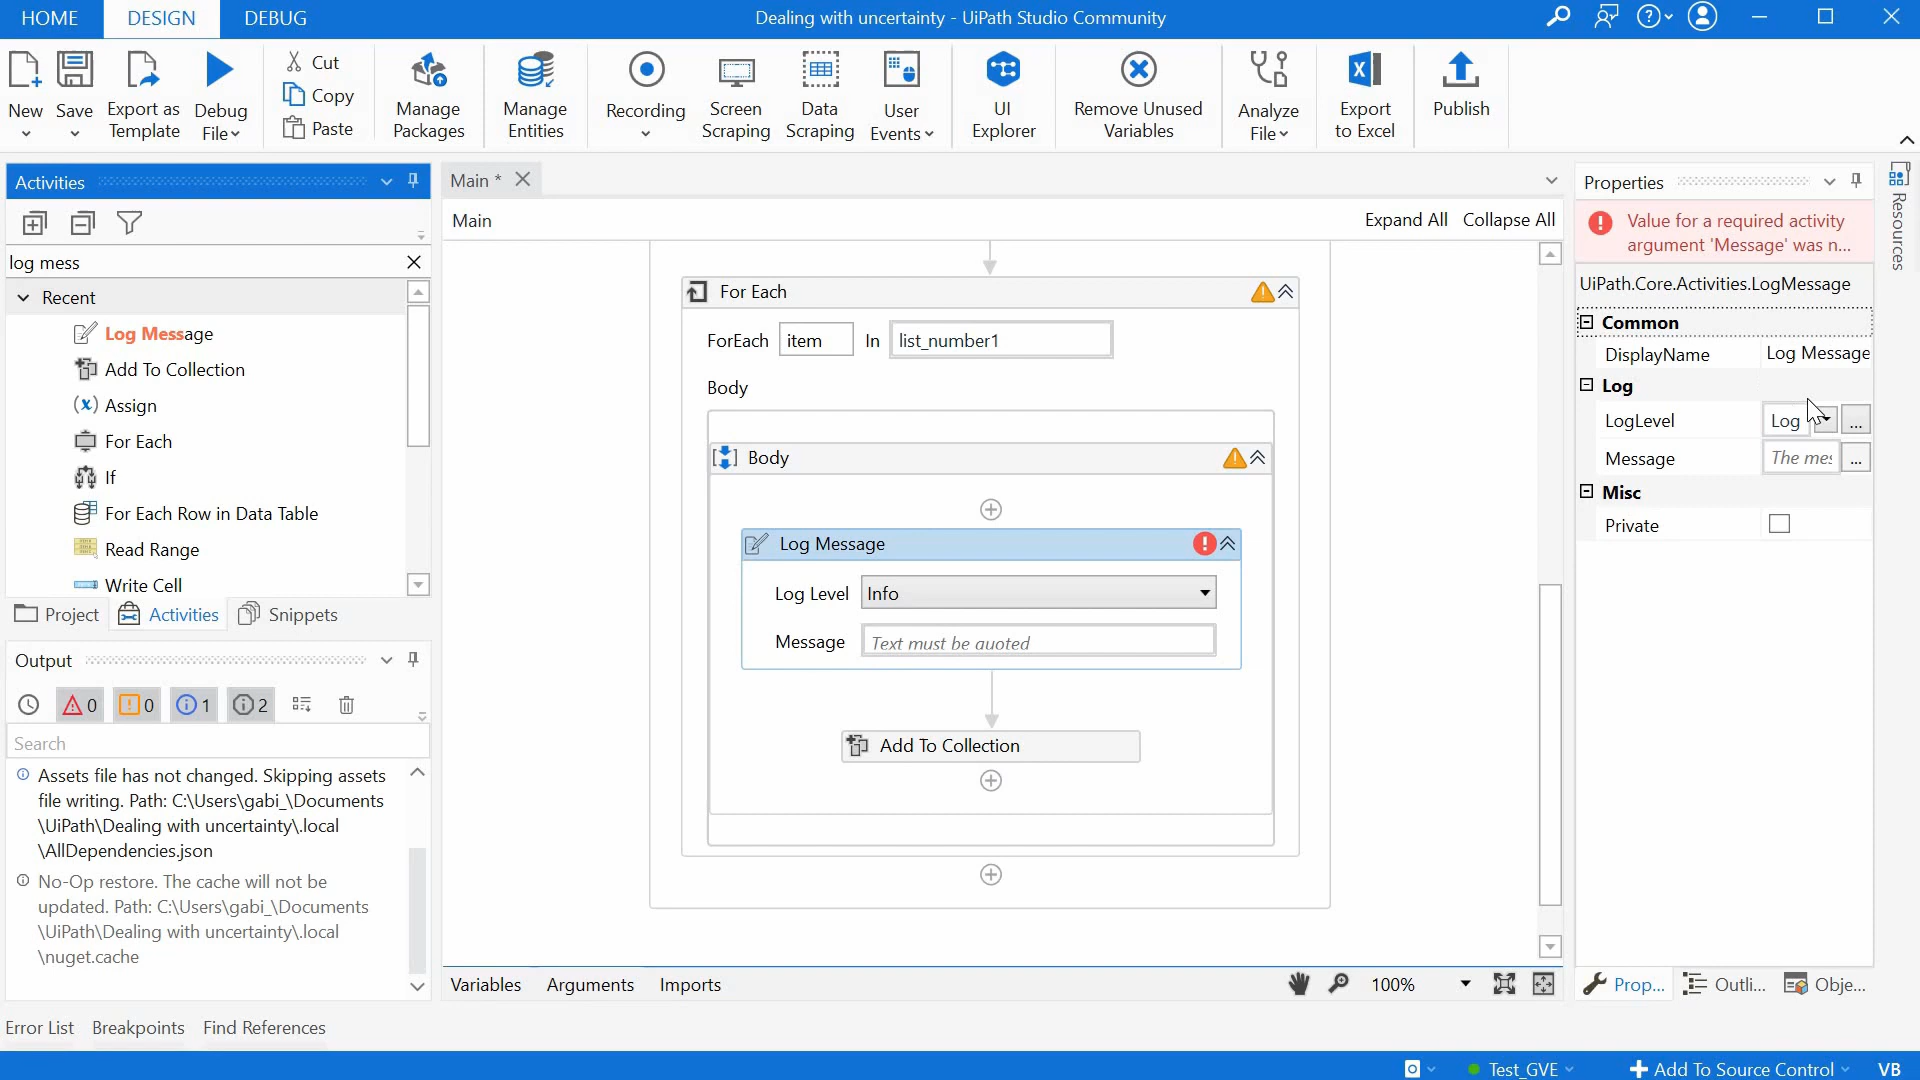 HOME
DESIGN
DEBUG
Dealing with uncertainty - UiPath Studio Community
New
Save
Export as
Template
Debug
File
Cut
Copy
Paste
Manage
Packages
Manage
Entities
Recording
Screen
Scraping
Data
Scraping
User
Events
UI
Explorer
Remove Unused
Variables
Analyze
File
Export
to Excel
Publish
Activities
log mess
Recent
Log Message
Add To Collection
Assign
For Each
If
For Each Row in Data Table
Read Range
Write Cell
Project
Activities
Snippets
Output
0
0
1
2
Search
Assets file has not changed. Skipping assets
file writing. Path: C:\Users\gabi_\Documents
\UiPath\Dealing with uncertainty\.local
\AllDependencies.json
No-Op restore. The cache will not be
updated. Path: C:\Users\gabi_\Documents
\UiPath\Dealing with uncertainty\.local
\nuget.cache
Main *
Main
Expand All
Collapse All
For Each
ForEach
item
In
list_number1
Body
Body
Log Message
Log Level
Info
Message
Text must be quoted
Add To Collection
Variables
Arguments
Imports
100%
Properties
Value for a required activity
argument 'Message' was n...
UiPath.Core.Activities.LogMessage
Common
DisplayName
Log Message
Log
LogLevel
Log
...
Message
The mes
...
Misc
Private
Prop...
Outli...
Obje...
Resources
Error List
Breakpoints
Find References
Test_GVE
Add To Source Control
VB